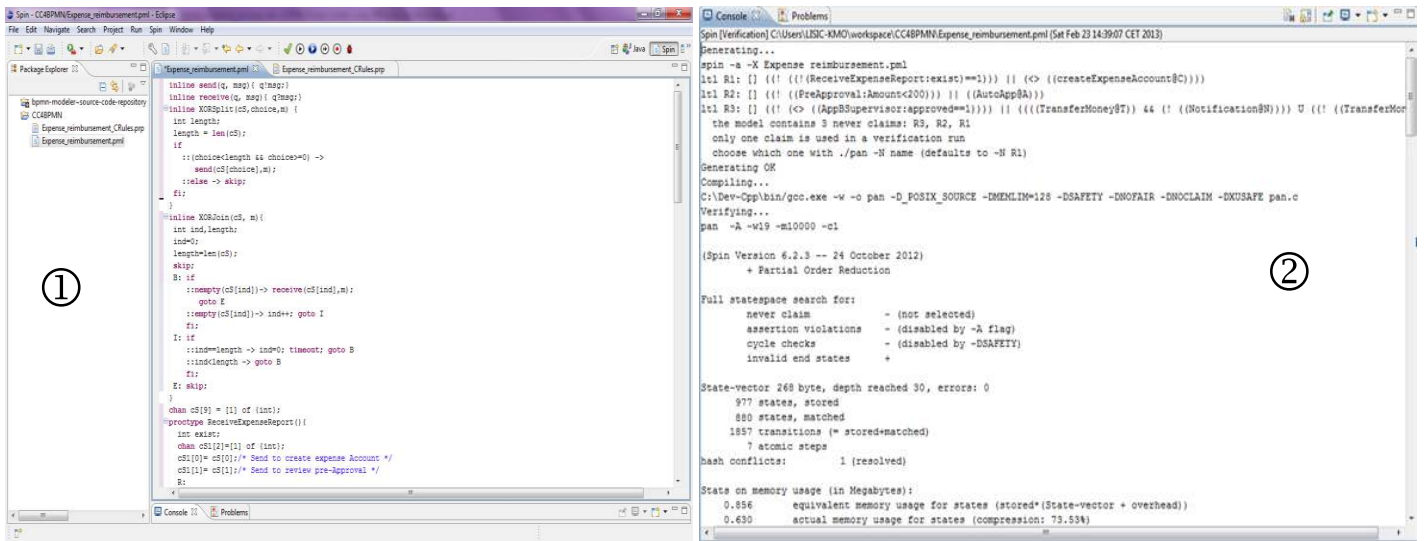 Spin - CC4BPMN/Expense_reimbursement.pml - Eclipse
File Edit Navigate Search Project Run Spin Window Help
Java Spin
Package Explorer
bpmn-modeler--source-code-repository
CC4BPMN
Expense_reimbursement_CRules.prp
Expense_reimbursement.pml
①
*Expense_reimbursement.pml Expense_reimbursement_CRules.prp
inline send(q, msg){ q!msg;}
inline receive(q, msg){ q?msg;}
inline XORSplit(cS,choice,m) {
int length;
length = len(cS);
if
::(choice<length && choice>=0) ->
send(cS[choice],m);
::else -> skip;
fi;
}
inline XORJoin(cS, m){
int ind,length;
ind=0;
length=len(cS);
skip;
B: if
::nempty(cS[ind])-> receive(cS[ind],m);
goto E
::empty(cS[ind])-> ind++; goto I
fi;
I: if
::ind==length -> ind=0; timeout; goto B
::ind<length -> goto B
fi;
E: skip;
}
chan cS[9] = [1] of {int};
proctype ReceiveExpenseReport(){
int exist;
chan cS1[2]=[1] of {int};
cS1[0]= cS[0];/* Send to create expense Account */
cS1[1]= cS[1];/* Send to review pre-Approval */
R:
Console Problems
Console Problems
Spin [Verification] C:\Users\LISIC-KMO\workspace\CC4BPMN\Expense_reimbursement.pml (Sat Feb 23 14:39:07 CET 2013)
Generating...
spin -a -X Expense reimbursement.pml
ltl R1: [] ((! ((!(ReceiveExpenseReport:exist)==1))) || (<> ((createExpenseAccount@C))))
ltl R2: [] ((! ((PreApproval:Amount<200))) || ((AutoApp@A)))
ltl R3: [] ((! (<> ((AppBSupervisor:approved==1)))) || ((((TransferMoney@T)) && (! ((Notification@N)))) U ((! ((TransferMon
the model contains 3 never claims: R3, R2, R1
only one claim is used in a verification run
choose which one with ./pan -N name (defaults to -N R1)
Generating OK
Compiling...
C:\Dev-Cpp\bin/gcc.exe -w -o pan -D_POSIX_SOURCE -DMEMLIM=128 -DSAFETY -DNOFAIR -DNOCLAIM -DXUSAFE pan.c
Verifying...
pan -A -w19 -m10000 -c1
(Spin Version 6.2.3 -- 24 October 2012)
+ Partial Order Reduction
②
Full statespace search for:
never claim - (not selected)
assertion violations - (disabled by -A flag)
cycle checks - (disabled by -DSAFETY)
invalid end states +
State-vector 268 byte, depth reached 30, errors: 0
977 states, stored
880 states, matched
1857 transitions (= stored+matched)
7 atomic steps
hash conflicts: 1 (resolved)
Stats on memory usage (in Megabytes):
0.856 equivalent memory usage for states (stored*(State-vector + overhead))
0.630 actual memory usage for states (compression: 73.53%)